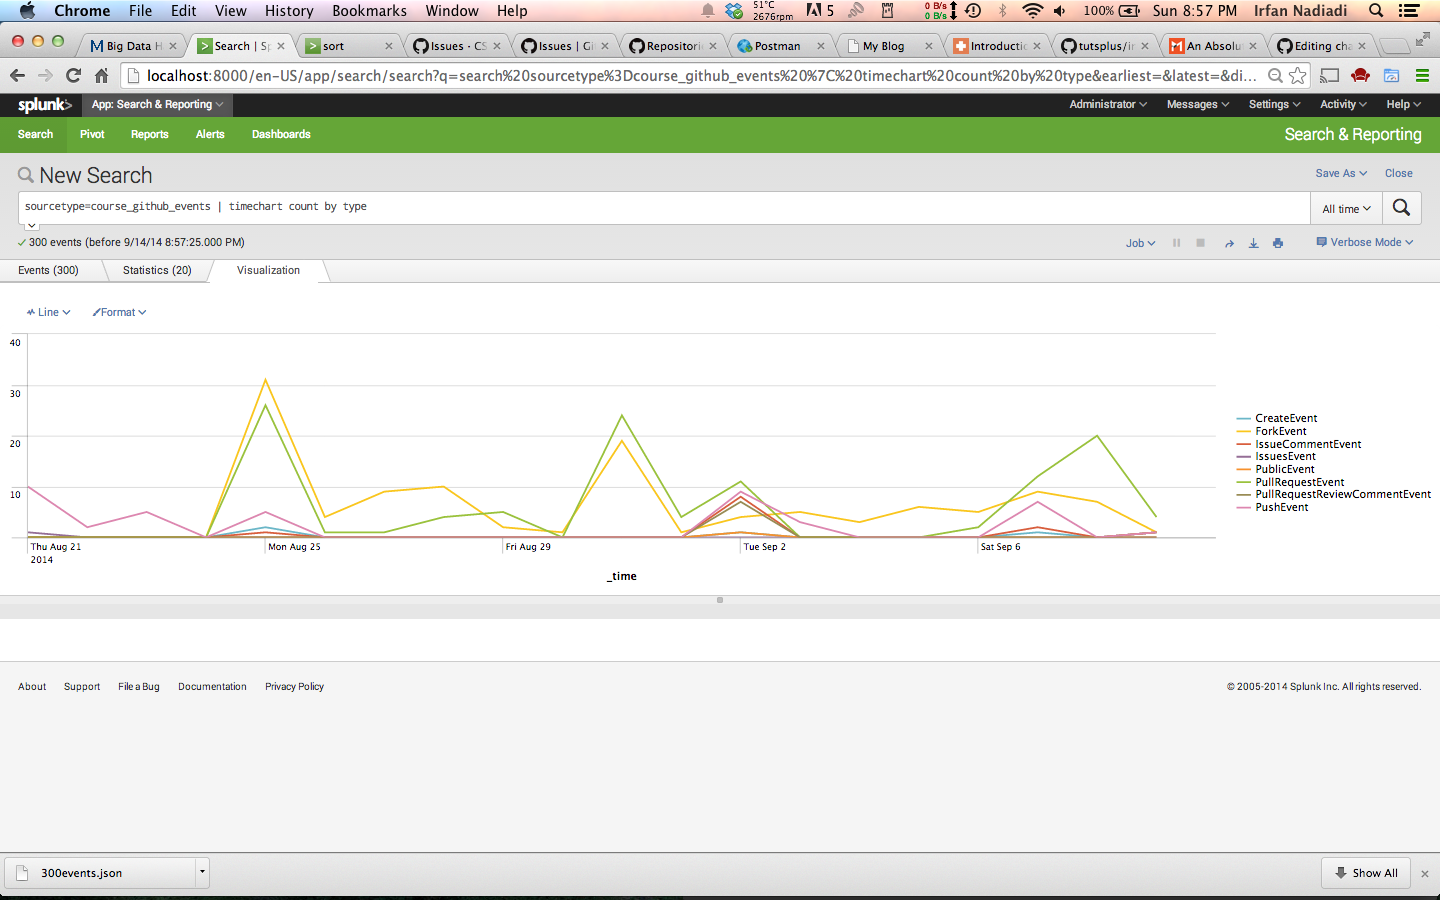 Chrome File Edit View History Bookmarks Window Help 51°C 2676rpm 5 0 B/s 0 B/s 100% Sun 8:57 PM Irfan Nadiadi
Big Data H Search | Sp sort Issues · CS Issues | Gi Repositori Postman My Blog Introductio tutsplus/in An Absolut Editing cha
localhost:8000/en-US/app/search/search?q=search%20sourcetype%3Dcourse_github_events%20%7C%20timechart%20count%20by%20type&earliest=&latest=&di...
splunk> App: Search & Reporting Administrator Messages Settings Activity Help
Search Pivot Reports Alerts Dashboards Search & Reporting
New Search Save As Close
sourcetype=course_github_events | timechart count by type All time
300 events (before 9/14/14 8:57:25.000 PM) Job Verbose Mode
Events (300) Statistics (20) Visualization
Line Format
40
30
20
10
CreateEvent
ForkEvent
IssueCommentEvent
IssuesEvent
PublicEvent
PullRequestEvent
PullRequestReviewCommentEvent
PushEvent
Thu Aug 21 Mon Aug 25 Fri Aug 29 Tue Sep 2 Sat Sep 6
2014
_time
About Support File a Bug Documentation Privacy Policy © 2005-2014 Splunk Inc. All rights reserved.
300events.json Show All